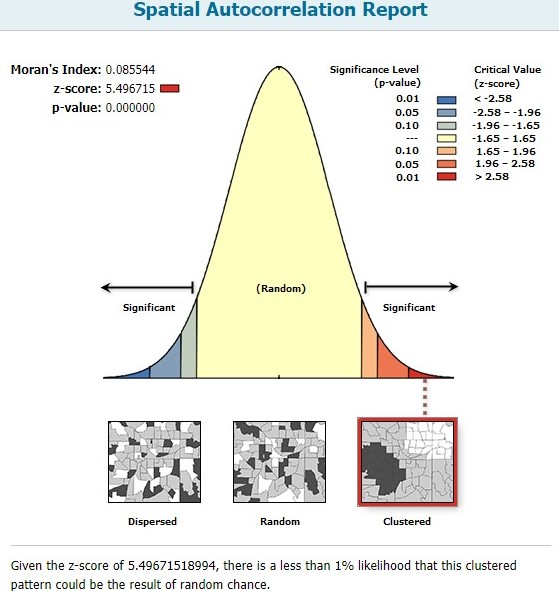 Spatial Autocorrelation Report
Moran's Index: 0.085544
z-score: 5.496715
p-value: 0.000000
Significance Level
(p-value)
Critical Value
(z-score)
0.01 < -2.58
0.05 -2.58 – -1.96
0.10 -1.96 – -1.65
--- -1.65 – 1.65
0.10 1.65 – 1.96
0.05 1.96 – 2.58
0.01 > 2.58
(Random)
Significant
Significant
Dispersed
Random
Clustered
Given the z-score of 5.49671518994, there is a less than 1% likelihood that this clustered
pattern could be the result of random chance.